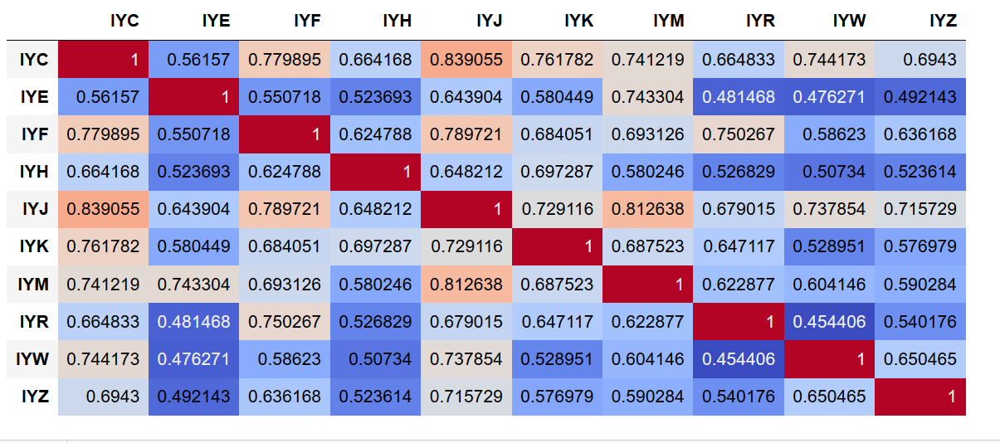 IYC IYE IYF IYH IYJ IYK IYM IYR IYW IYZ
IYC 1 0.56157 0.779895 0.664168 0.839055 0.761782 0.741219 0.664833 0.744173 0.6943
IYE 0.56157 1 0.550718 0.523693 0.643904 0.580449 0.743304 0.481468 0.476271 0.492143
IYF 0.779895 0.550718 1 0.624788 0.789721 0.684051 0.693126 0.750267 0.58623 0.636168
IYH 0.664168 0.523693 0.624788 1 0.648212 0.697287 0.580246 0.526829 0.50734 0.523614
IYJ 0.839055 0.643904 0.789721 0.648212 1 0.729116 0.812638 0.679015 0.737854 0.715729
IYK 0.761782 0.580449 0.684051 0.697287 0.729116 1 0.687523 0.647117 0.528951 0.576979
IYM 0.741219 0.743304 0.693126 0.580246 0.812638 0.687523 1 0.622877 0.604146 0.590284
IYR 0.664833 0.481468 0.750267 0.526829 0.679015 0.647117 0.622877 1 0.454406 0.540176
IYW 0.744173 0.476271 0.58623 0.50734 0.737854 0.528951 0.604146 0.454406 1 0.650465
IYZ 0.6943 0.492143 0.636168 0.523614 0.715729 0.576979 0.590284 0.540176 0.650465 1